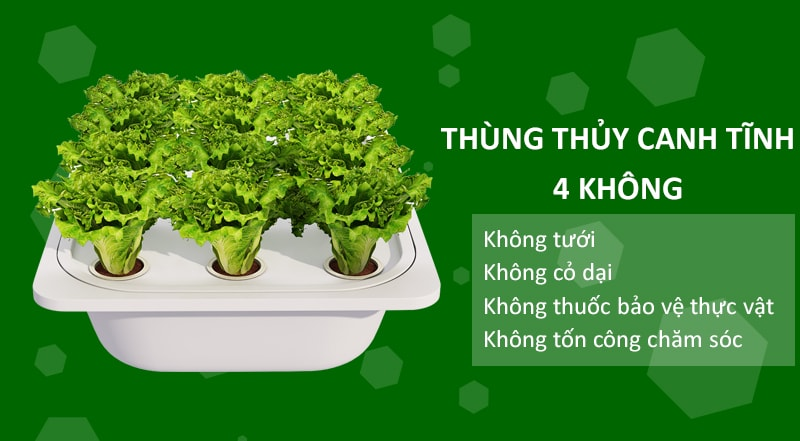 THÙNG THỦY CANH TĨNH
4 KHÔNG
Không tưới
Không cỏ dại
Không thuốc bảo vệ thực vật
Không tốn công chăm sóc